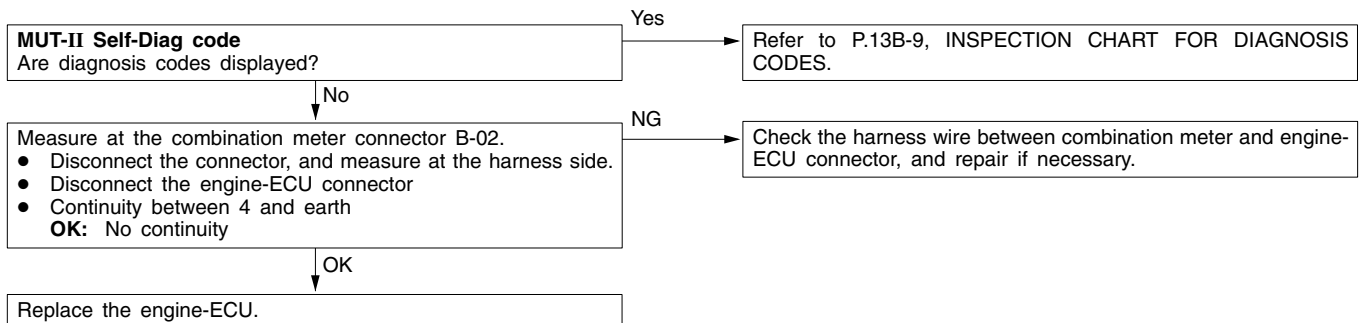 Yes
MUT-II Self-Diag code
Are diagnosis codes displayed?
Refer to P.13B-9, INSPECTION CHART FOR DIAGNOSIS
CODES.
No
Measure at the combination meter connector B-02.
● Disconnect the connector, and measure at the harness side.
● Disconnect the engine-ECU connector
● Continuity between 4 and earth
OK: No continuity
NG
Check the harness wire between combination meter and engine-
ECU connector, and repair if necessary.
OK
Replace the engine-ECU.